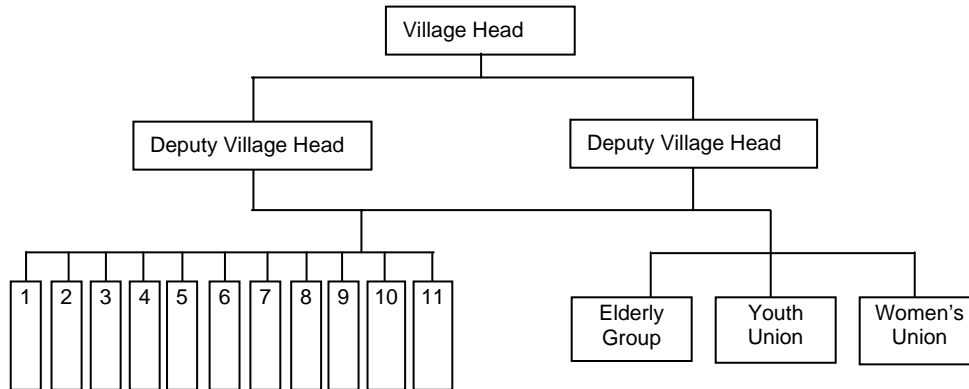 Village Head
Deputy Village Head
Deputy Village Head
1 2 3 4 5 6 7 8 9 10 11
Elderly
Group
Youth
Union
Women's
Union